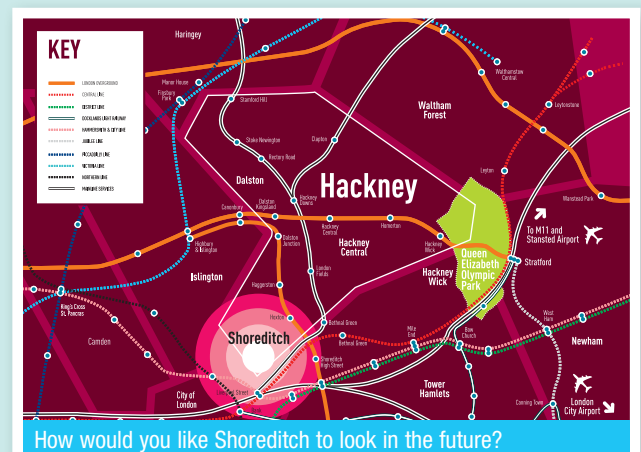 KEY
LONDON OVERGROUND
CENTRAL LINE
DISTRICT LINE
DOCKLANDS LIGHT RAILWAY
HAMMERSMITH & CITY LINE
JUBILEE LINE
PICCADILLY LINE
VICTORIA LINE
NORTHERN LINE
MAINLINE SERVICES
Haringey
Manor House
Finsbury
Park
Stamford Hill
Walthamstow
Central
Waltham
Forest
Leytonstone
Stoke Newington
Clapton
Rectory Road
Leyton
Dalston
Hackney
Hackney
Downs
Wanstead Park
Canonbury
Dalston
Kingsland
Hackney
Central
Homerton
Highbury
& Islington
Dalston
Junction
Hackney
Central
Hackney
Wick
To M11 and
Stansted Airport
Queen
Elizabeth
Olympic
Park
Stratford
Islington
Haggerston
London
Fields
Hackney
Wick
King's Cross
St. Pancras
Hoxton
Bethnal Green
West
Ham
Camden
Shoreditch
Bethnal Green
Mile
End
Bow
Church
Newham
Shoreditch
High Street
City of
London
Tower
Hamlets
Canning Town
London
City Airport
How would you like Shoreditch to look in the future?